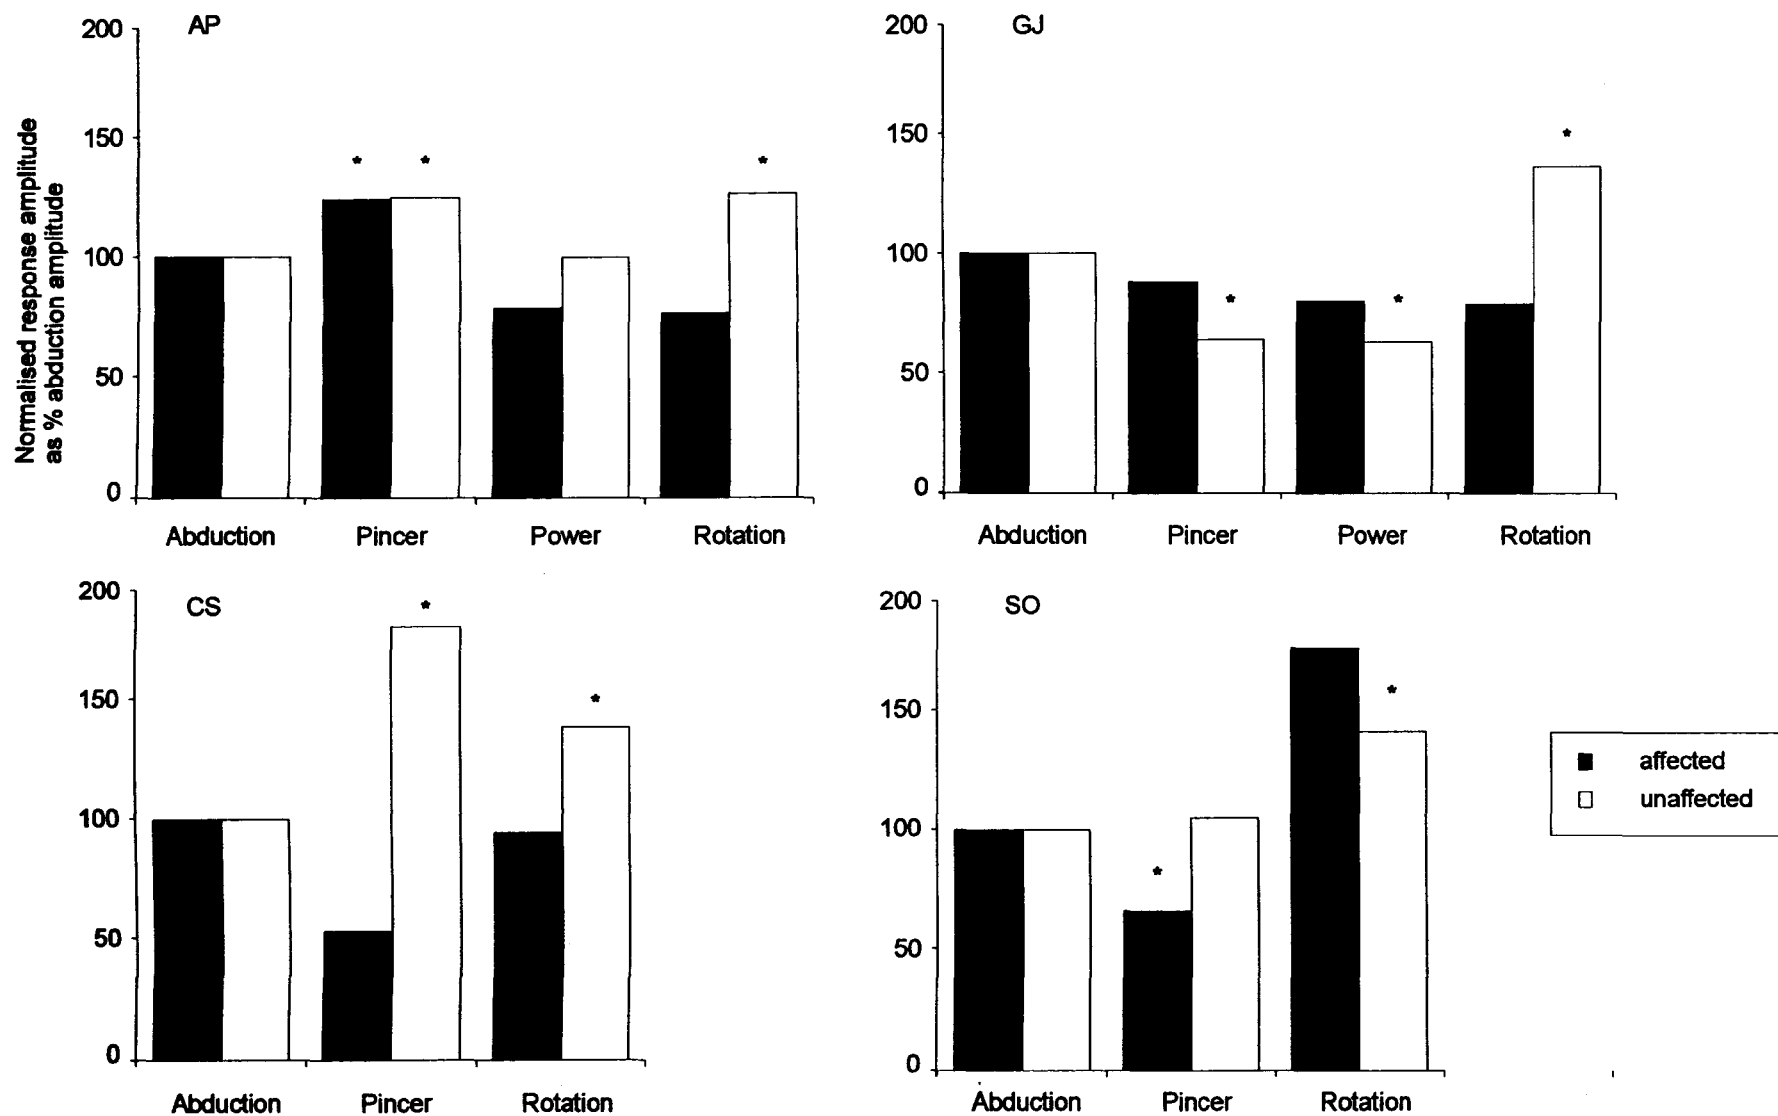 Normalised response amplitude
as % abduction amplitude
AP
200
150
100
50
0
* * *
Abduction Pincer Power Rotation
GJ
200
150
100
50
0
* * *
Abduction Pincer Power Rotation
CS
200
150
100
50
0
* *
Abduction Pincer Rotation
SO
200
150
100
50
0
* *
Abduction Pincer Rotation
affected
unaffected